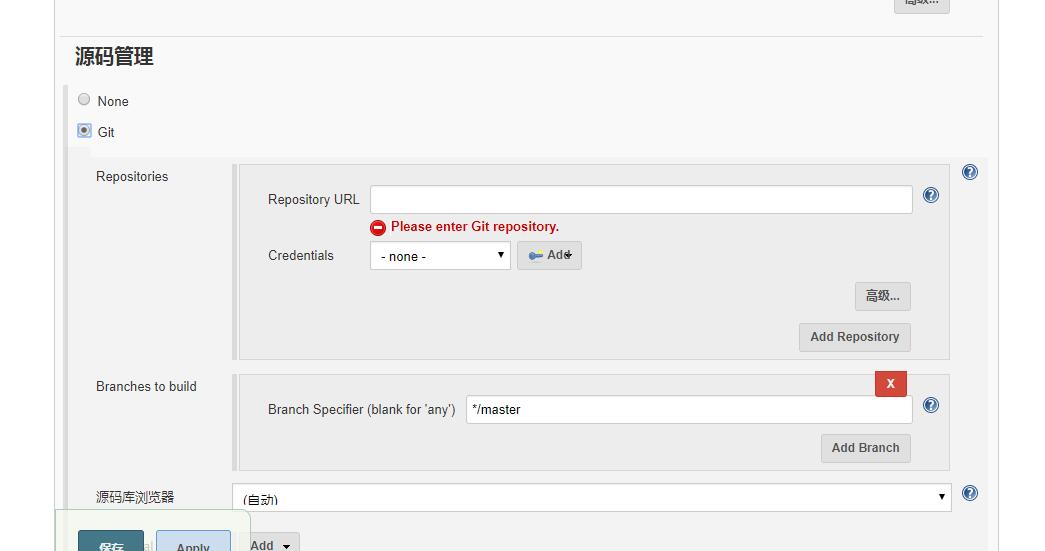 高级...
源码管理
None
Git
Repositories
Repository URL
Please enter Git repository.
Credentials
- none -
Add
高级...
Add Repository
Branches to build
X
Branch Specifier (blank for 'any')
*/master
Add Branch
源码库浏览器
(自动)
保存
Apply
Add